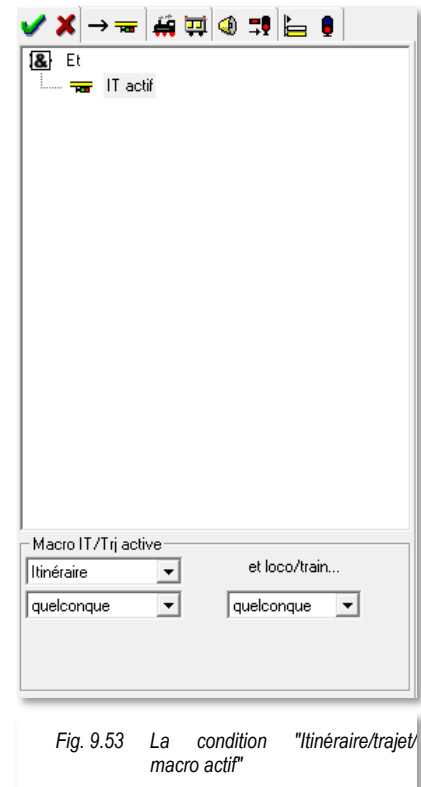 & Et
IT actif
Macro IT/Trj active
Itinéraire
et loco/train...
quelconque
quelconque
Fig. 9.53 La condition "Itinéraire/trajet/
macro actif"